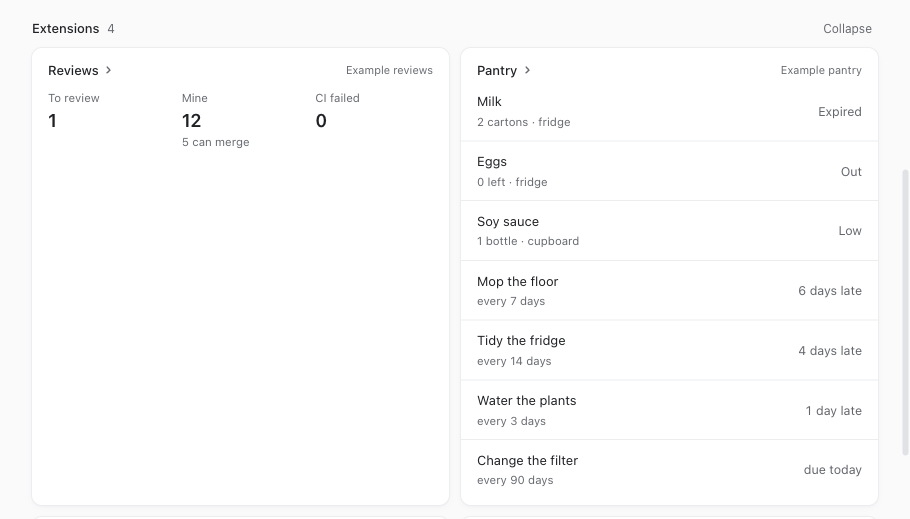 Extensions 4
Collapse
Reviews
Example reviews
To review
1
Mine
12
5 can merge
CI failed
0
Pantry
Example pantry
Milk
2 cartons · fridge
Expired
Eggs
0 left · fridge
Out
Soy sauce
1 bottle · cupboard
Low
Mop the floor
every 7 days
6 days late
Tidy the fridge
every 14 days
4 days late
Water the plants
every 3 days
1 day late
Change the filter
every 90 days
due today